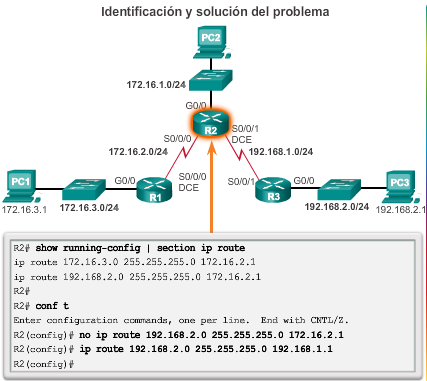 Identificación y solución del problema
PC2
172.16.1.0/24
G0/0
R2
S0/0/0
S0/0/1
DCE
172.16.2.0/24
192.168.1.0/24
PC1
G0/0
S0/0/0
DCE
R1
S0/0/1
R3
G0/0
PC3
172.16.3.1
172.16.3.0/24
192.168.2.0/24
192.168.2.1
R2# show running-config | section ip route
ip route 172.16.3.0 255.255.255.0 172.16.2.1
ip route 192.168.2.0 255.255.255.0 172.16.2.1
R2#
R2# conf t
Enter configuration commands, one per line. End with CNTL/Z.
R2(config)# no ip route 192.168.2.0 255.255.255.0 172.16.2.1
R2(config)# ip route 192.168.2.0 255.255.255.0 192.168.1.1
R2(config)#